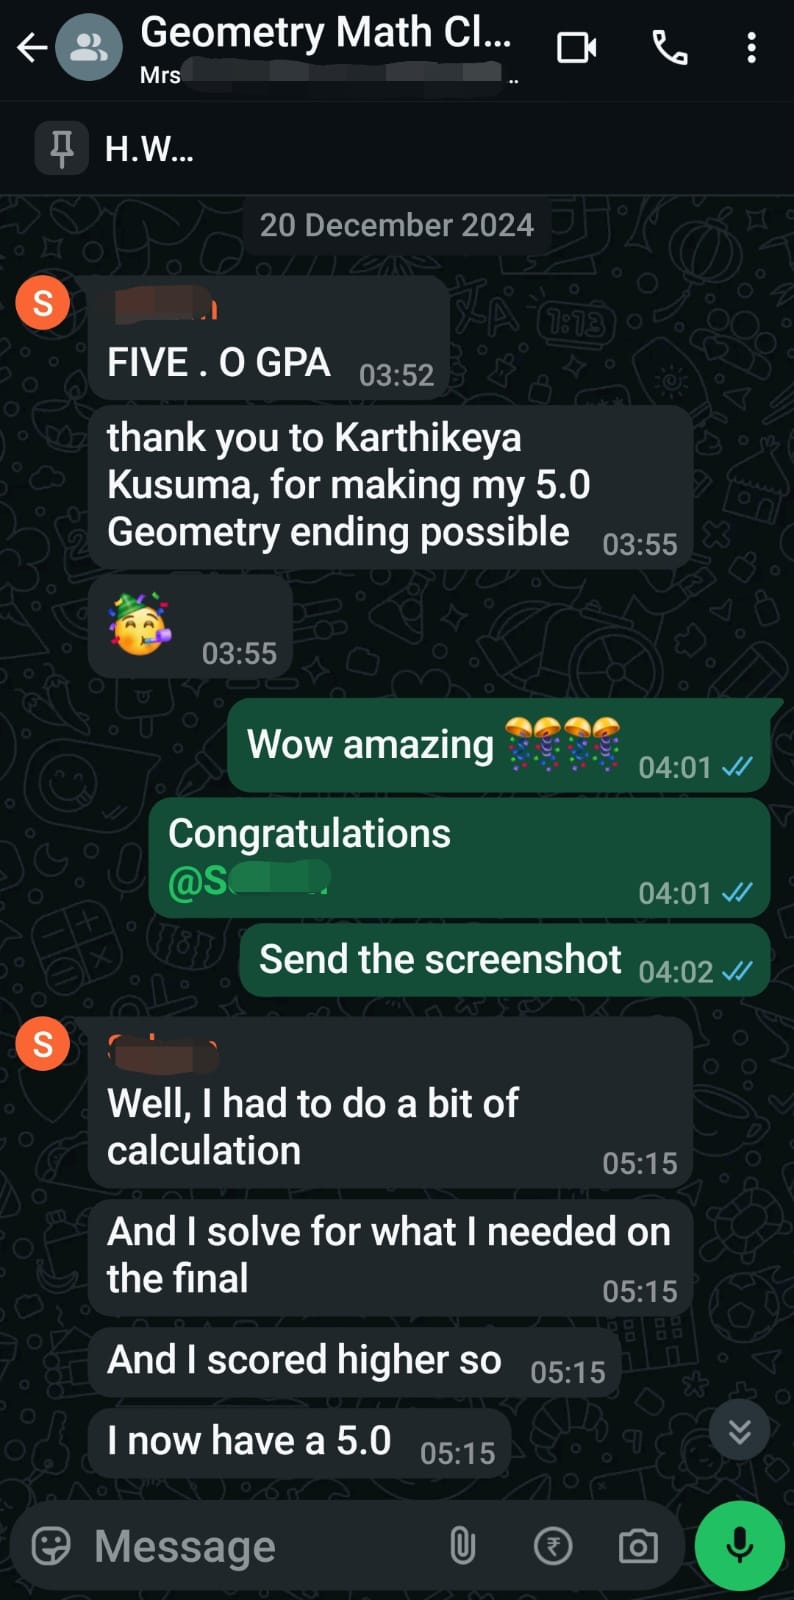 Geometry Math Cl...
Mrs
..
H.W...
20 December 2024
S
FIVE . O GPA 03:52
thank you to Karthikeya
Kusuma, for making my 5.0
Geometry ending possible 03:55
🥳 03:55
Wow amazing 🎊🎊 04:01
Congratulations
@S 04:01
Send the screenshot 04:02
S
Well, I had to do a bit of
calculation 05:15
And I solve for what I needed on
the final 05:15
And I scored higher so 05:15
I now have a 5.0 05:15
Message